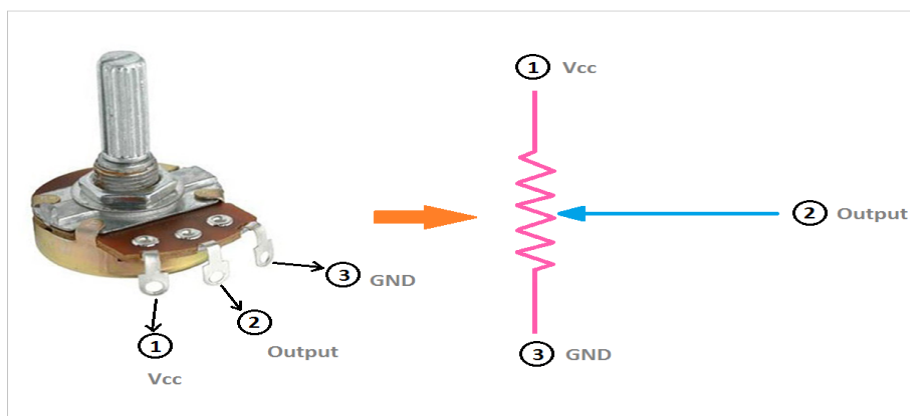 1
Vcc
2
Output
3
GND
1 Vcc
2 Output
3 GND